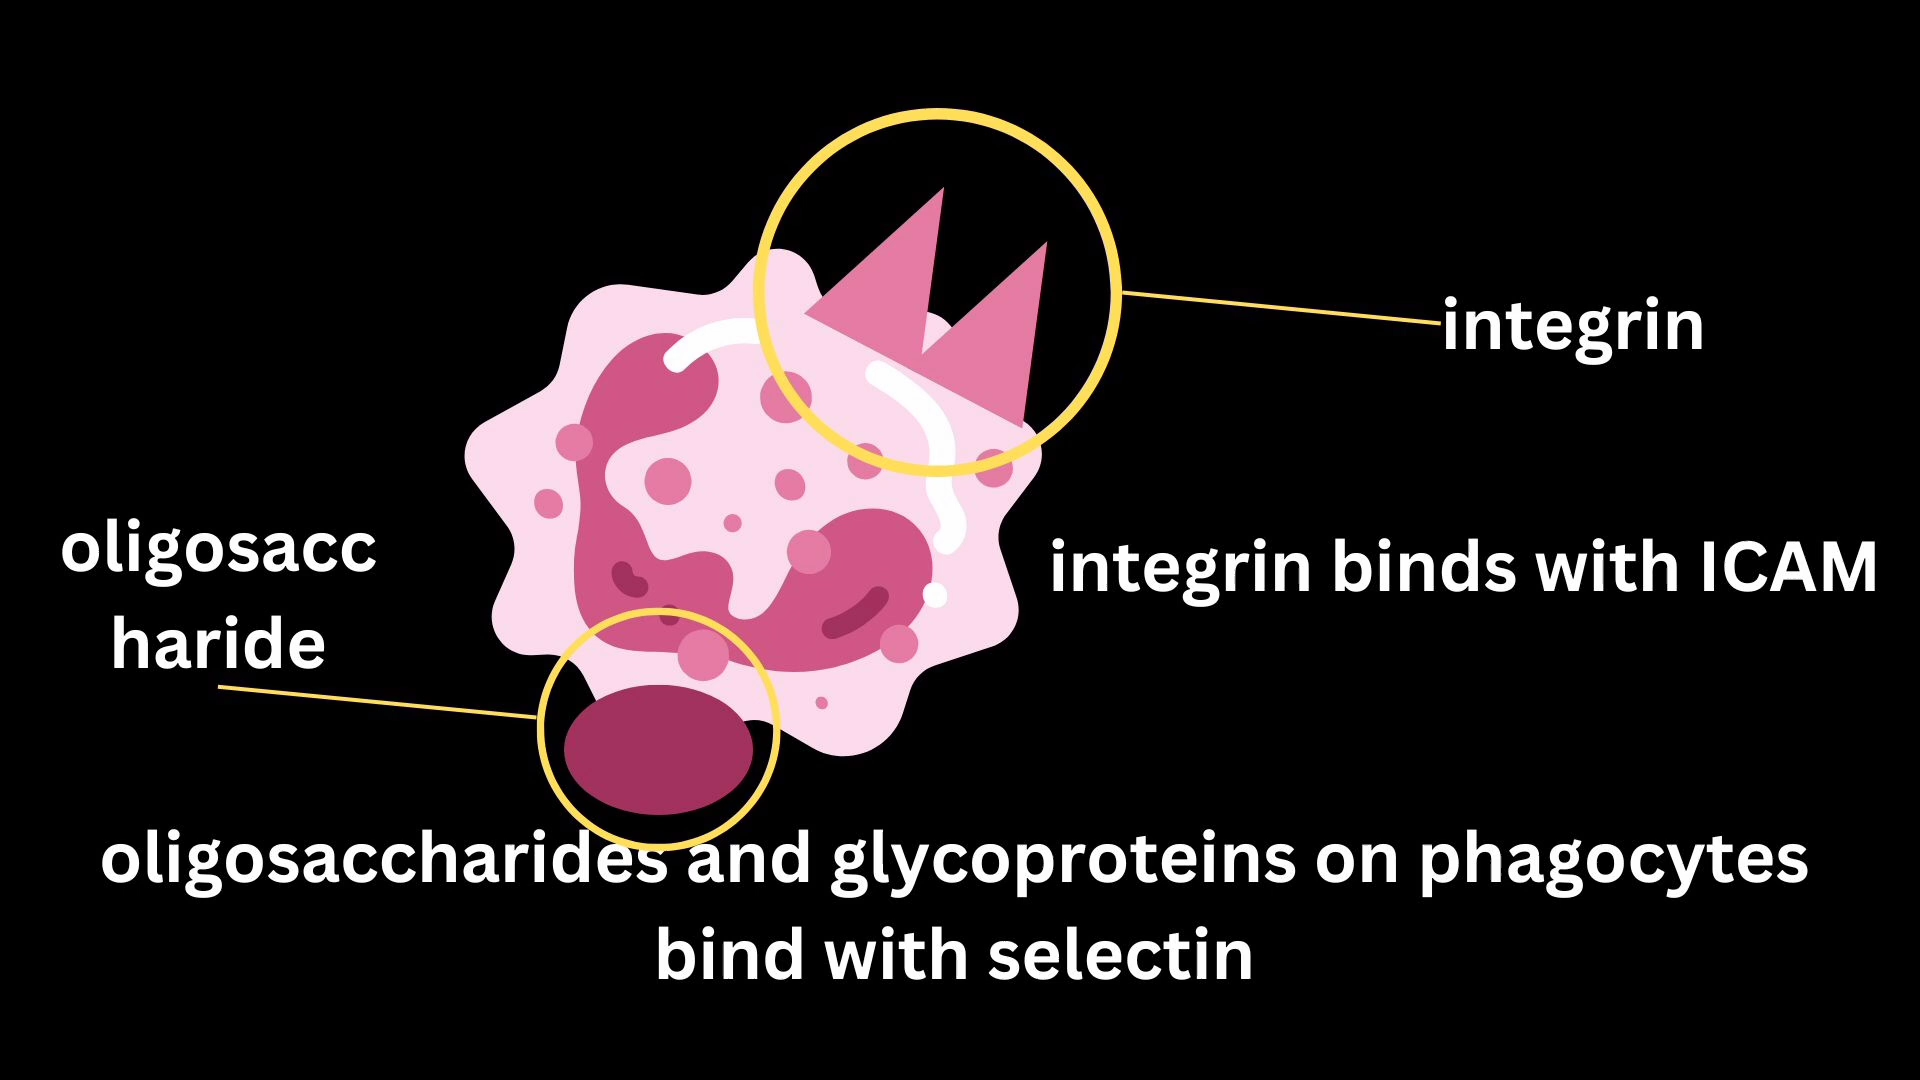 integrin
oligosacc
haride
integrin binds with ICAM
oligosaccharides and glycoproteins on phagocytes
bind with selectin